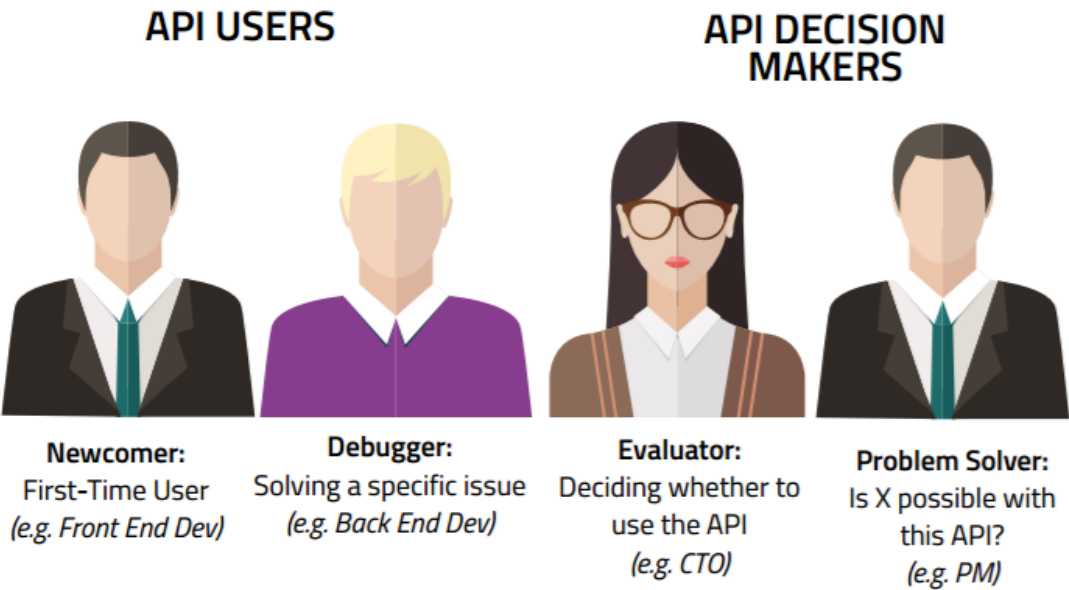 API USERS
API DECISION
MAKERS
Newcomer:
First-Time User
(e.g. Front End Dev)
Debugger:
Solving a specific issue
(e.g. Back End Dev)
Evaluator:
Deciding whether to
use the API
(e.g. CTO)
Problem Solver:
Is X possible with
this API?
(e.g. PM)